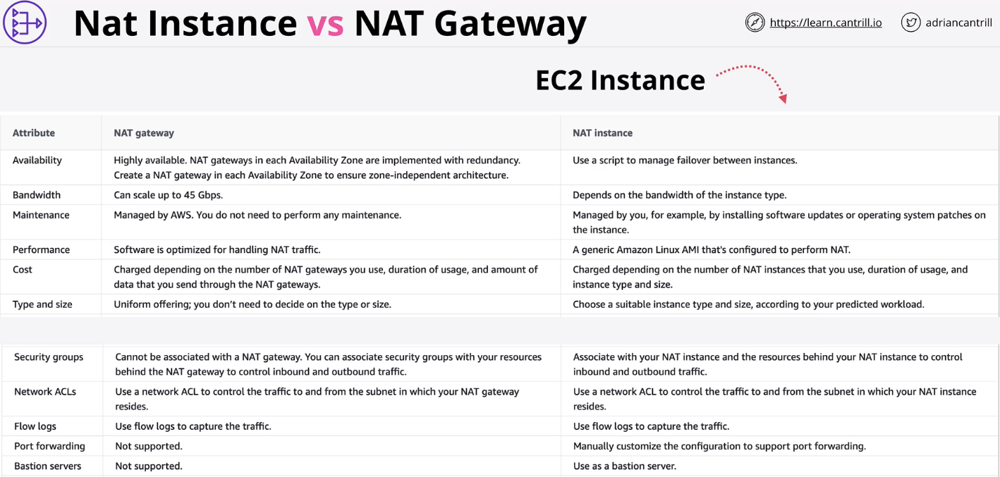 Nat Instance vs NAT Gateway
https://learn.cantrill.io
adriancantrill
EC2 Instance
Attribute
NAT gateway
NAT instance
Availability
Highly available. NAT gateways in each Availability Zone are implemented with redundancy.
Create a NAT gateway in each Availability Zone to ensure zone-independent architecture.
Use a script to manage failover between instances.
Bandwidth
Can scale up to 45 Gbps.
Depends on the bandwidth of the instance type.
Maintenance
Managed by AWS. You do not need to perform any maintenance.
Managed by you, for example, by installing software updates or operating system patches on
the instance.
Performance
Software is optimized for handling NAT traffic.
A generic Amazon Linux AMI that's configured to perform NAT.
Cost
Charged depending on the number of NAT gateways you use, duration of usage, and amount of
data that you send through the NAT gateways.
Charged depending on the number of NAT instances that you use, duration of usage, and
instance type and size.
Type and size
Uniform offering; you don’t need to decide on the type or size.
Choose a suitable instance type and size, according to your predicted workload.
Security groups
Cannot be associated with a NAT gateway. You can associate security groups with your resources
behind the NAT gateway to control inbound and outbound traffic.
Associate with your NAT instance and the resources behind your NAT instance to control
inbound and outbound traffic.
Network ACLs
Use a network ACL to control the traffic to and from the subnet in which your NAT gateway
resides.
Use a network ACL to control the traffic to and from the subnet in which your NAT instance
resides.
Flow logs
Use flow logs to capture the traffic.
Use flow logs to capture the traffic.
Port forwarding
Not supported.
Manually customize the configuration to support port forwarding.
Bastion servers
Not supported.
Use as a bastion server.